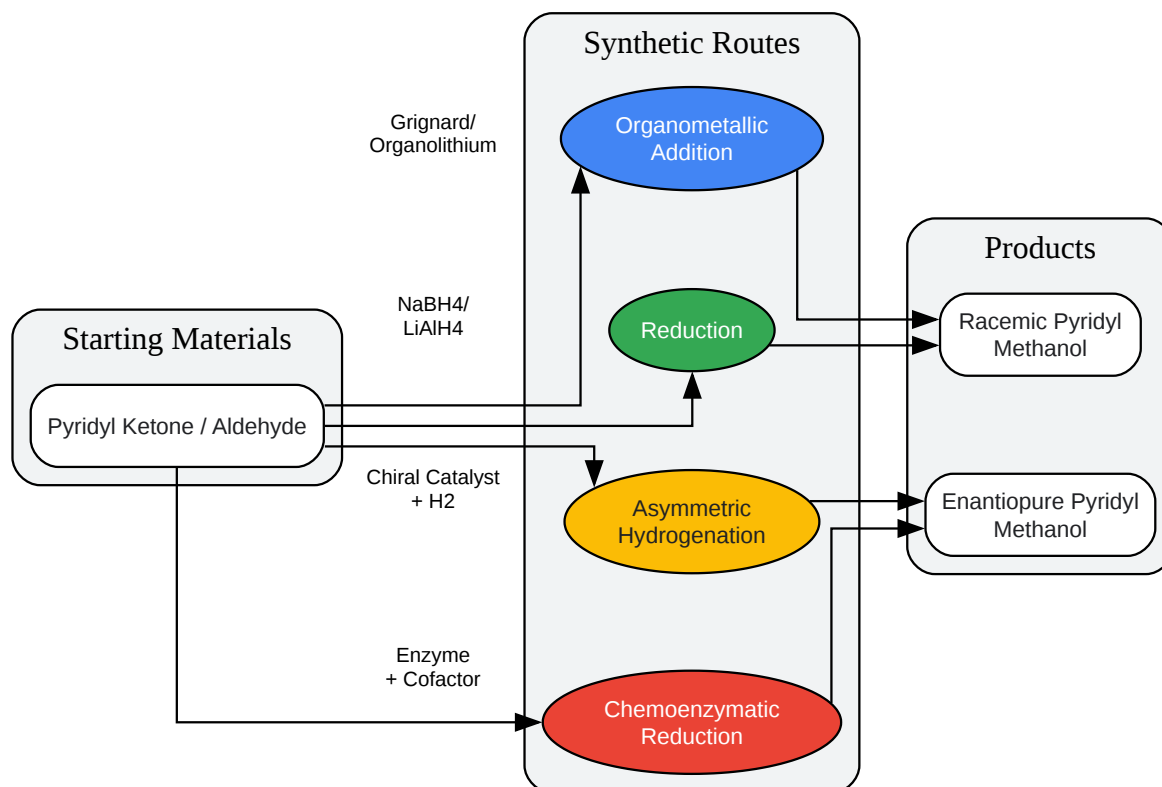 Synthetic Routes
Grignard/
Organolithium
Organometallic
Addition
Products
NaBH4/
LiAlH4
Reduction
Racemic Pyridyl
Methanol
Starting Materials
Pyridyl Ketone / Aldehyde
Chiral Catalyst
+ H2
Asymmetric
Hydrogenation
Enantiopure Pyridyl
Methanol
Enzyme
+ Cofactor
Chemoenzymatic
Reduction